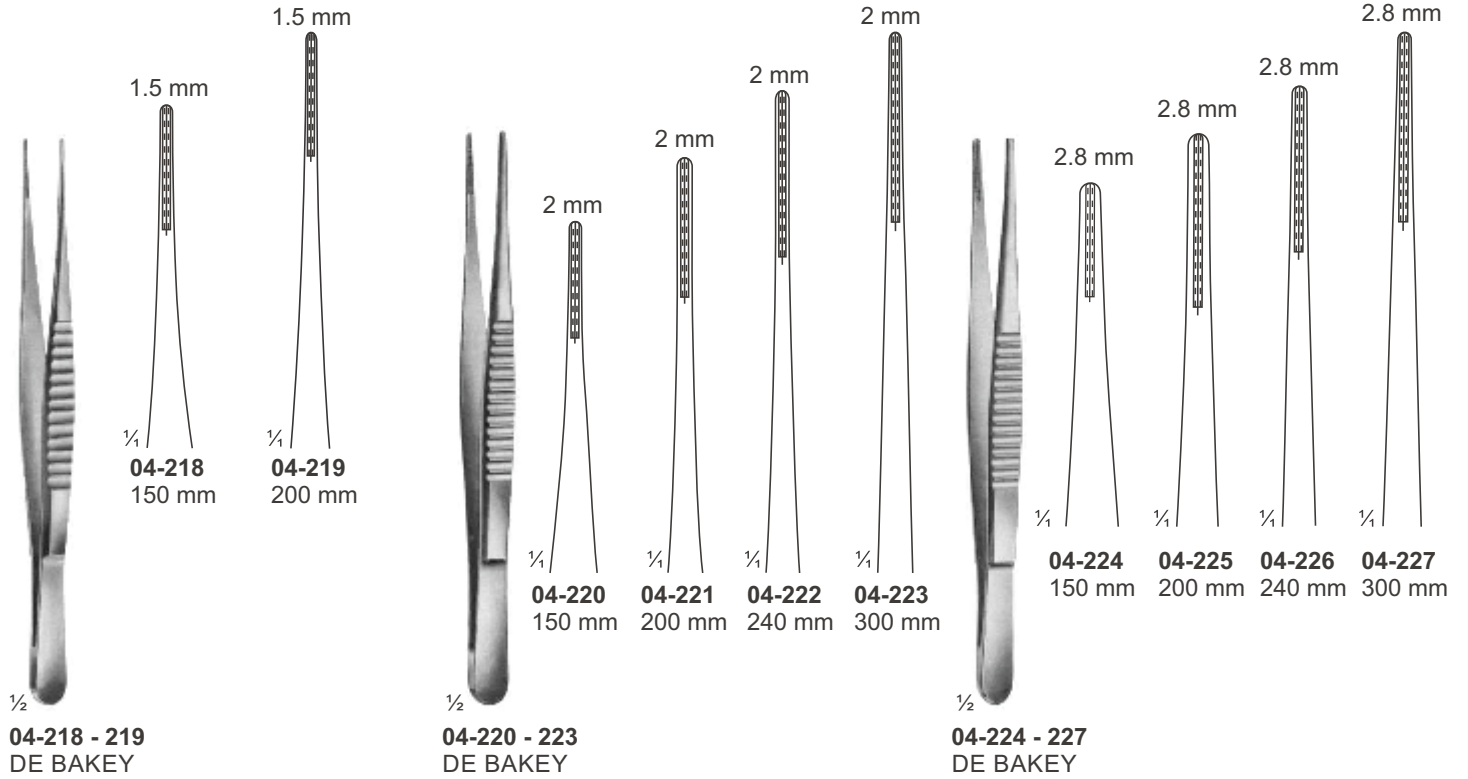 1.5 mm
1.5 mm
⅟₁
04-218
150 mm
⅟₁
04-219
200 mm
½
04-218 - 219
DE BAKEY
2 mm
2 mm
2 mm
2 mm
⅟₁
04-220
150 mm
⅟₁
04-221
200 mm
⅟₁
04-222
240 mm
⅟₁
04-223
300 mm
½
04-220 - 223
DE BAKEY
2.8 mm
2.8 mm
2.8 mm
2.8 mm
⅟₁
04-224
150 mm
⅟₁
04-225
200 mm
⅟₁
04-226
240 mm
⅟₁
04-227
300 mm
½
04-224 - 227
DE BAKEY